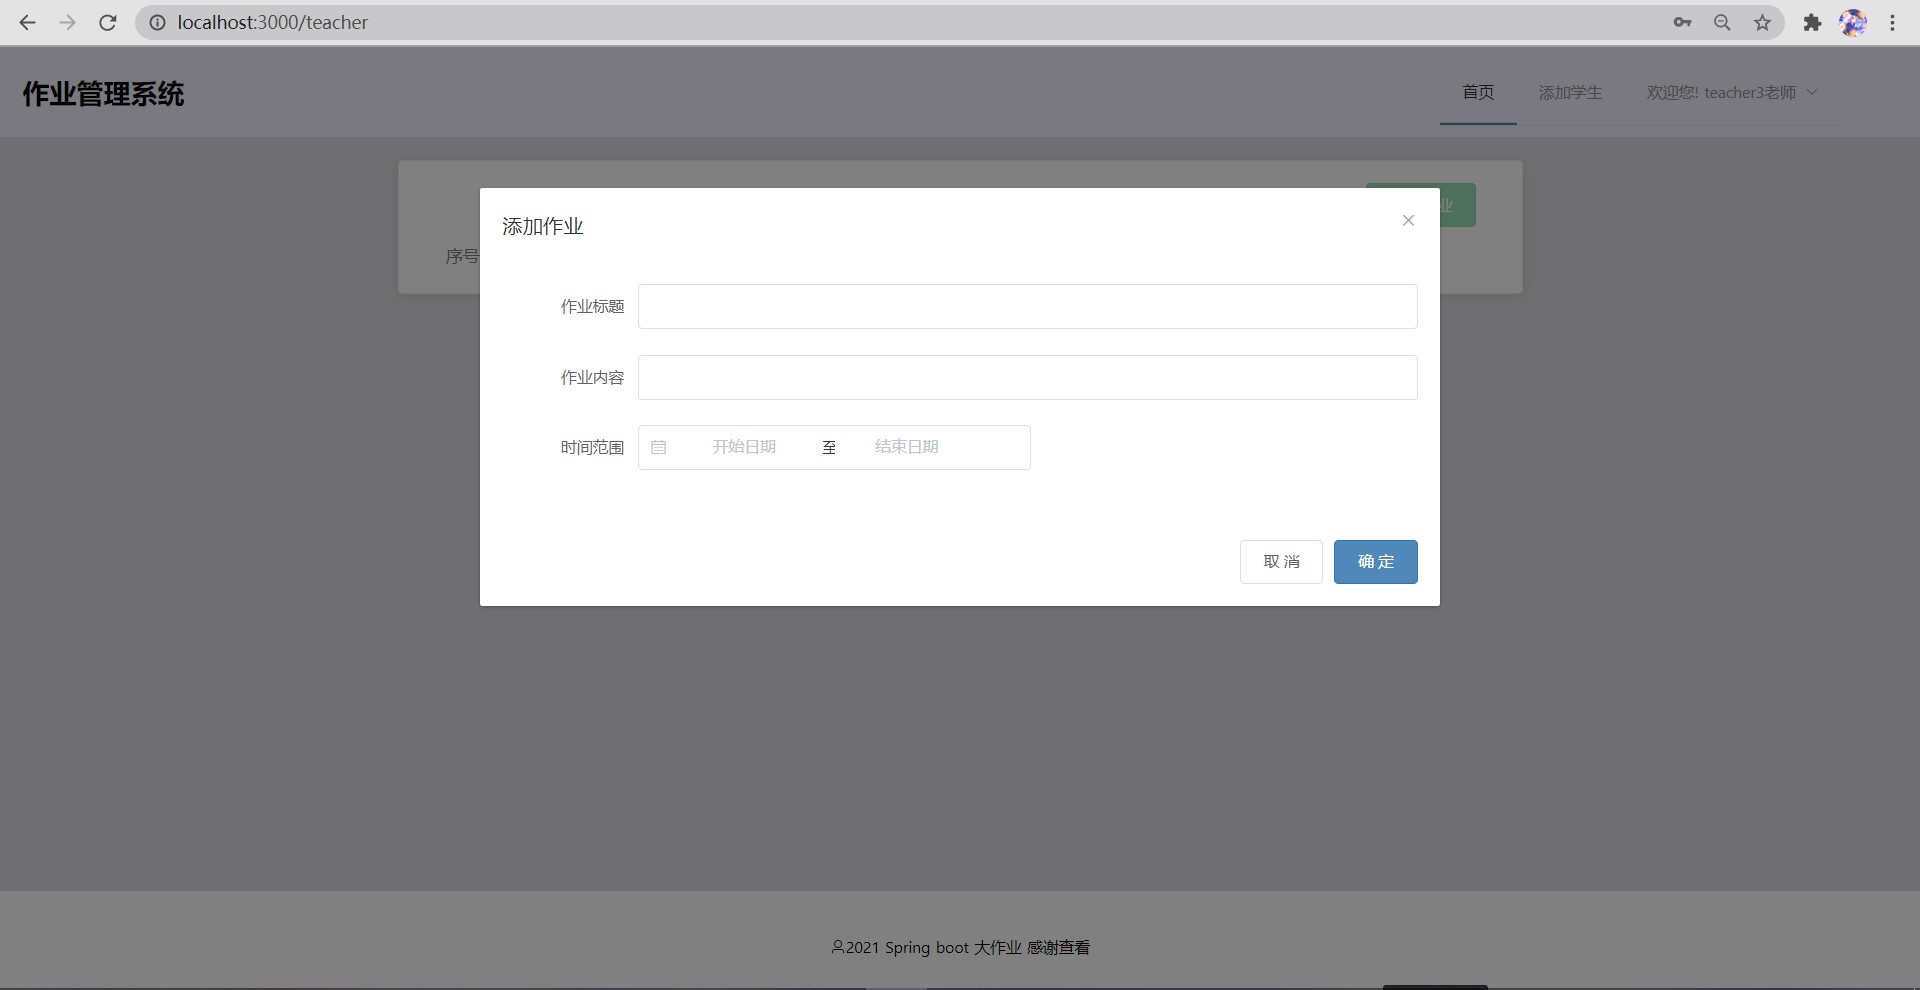 localhost:3000/teacher
作业管理系统
首页 添加学生 欢迎您! teacher3老师
业
添加作业
序号
作业标题
作业内容
时间范围 开始日期 至 结束日期
取 消 确 定
2021 Spring boot 大作业 感谢查看